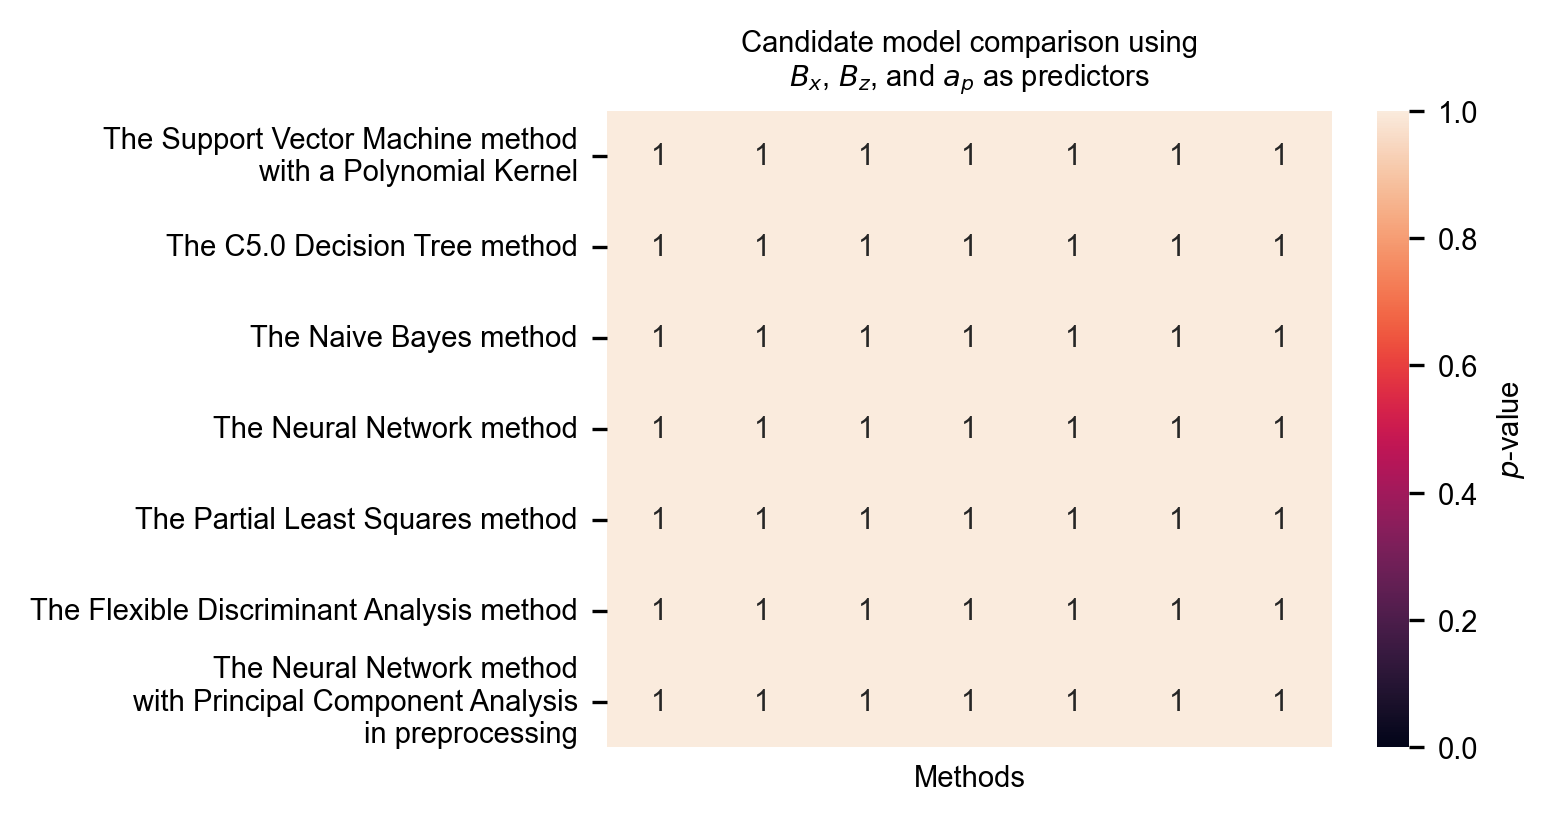 Candidate model comparison using
Bx, Bz, and ap as predictors
The Support Vector Machine method
with a Polynomial Kernel
1 1 1 1 1 1 1
The C5.0 Decision Tree method
1 1 1 1 1 1 1
The Naive Bayes method
1 1 1 1 1 1 1
The Neural Network method
1 1 1 1 1 1 1
The Partial Least Squares method
1 1 1 1 1 1 1
The Flexible Discriminant Analysis method
1 1 1 1 1 1 1
The Neural Network method
with Principal Component Analysis
in preprocessing
1 1 1 1 1 1 1
Methods
1.0
0.8
0.6
0.4
0.2
0.0
p-value